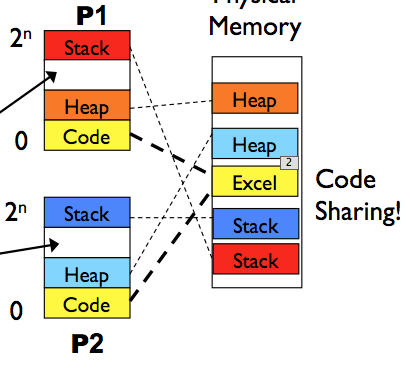 P1
2ⁿ
Stack
Heap
0
Code
2ⁿ
Stack
Heap
0
Code
P2
Physical
Memory
Heap
Heap
2
Excel
Stack
Stack
Code
Sharing!